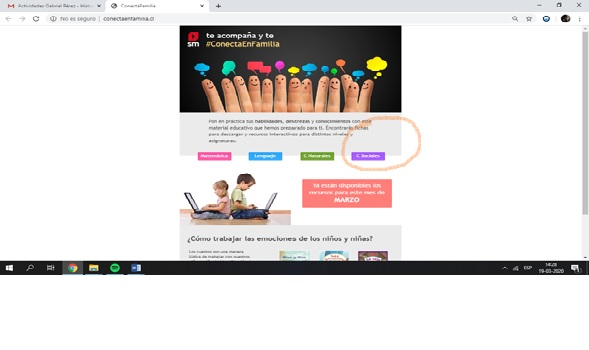 Actividades Gabriel Pérez -
ConectaEnFamilia
No es seguro | conectaenfamilia.cl
sm
te acompaña y te
#ConectaEnFamilia
Pon en práctica tus habilidades, destrezas y conocimientos con este
material educativo que hemos preparado para ti. Encontrarás fichas
para descargar y recursos interactivos para distintos niveles y
asignaturas.
Matemática
Lenguaje
C. Naturales
C. Sociales
Ya están disponibles los
recursos para este mes de
MARZO
¿Cómo trabajar las emociones de los niños y niñas?
Los cuentos son una manera
lúdica de trabajar con nuestros
ESP
14:28
19-03-2020